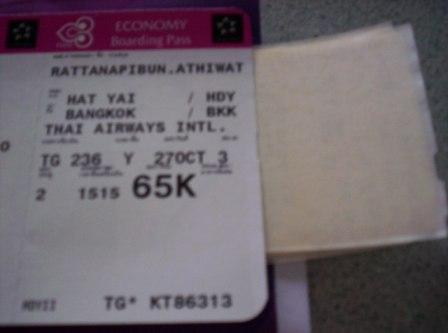 ECONOMY
Boarding Pass
RATTANAPIBUN.ATHIWAT
HAT YAI / HDY
BANGKOK / BKK
THAI AIRWAYS INTL.
TG 236 Y 27OCT 3
2 1515 65K
TG* KT86313